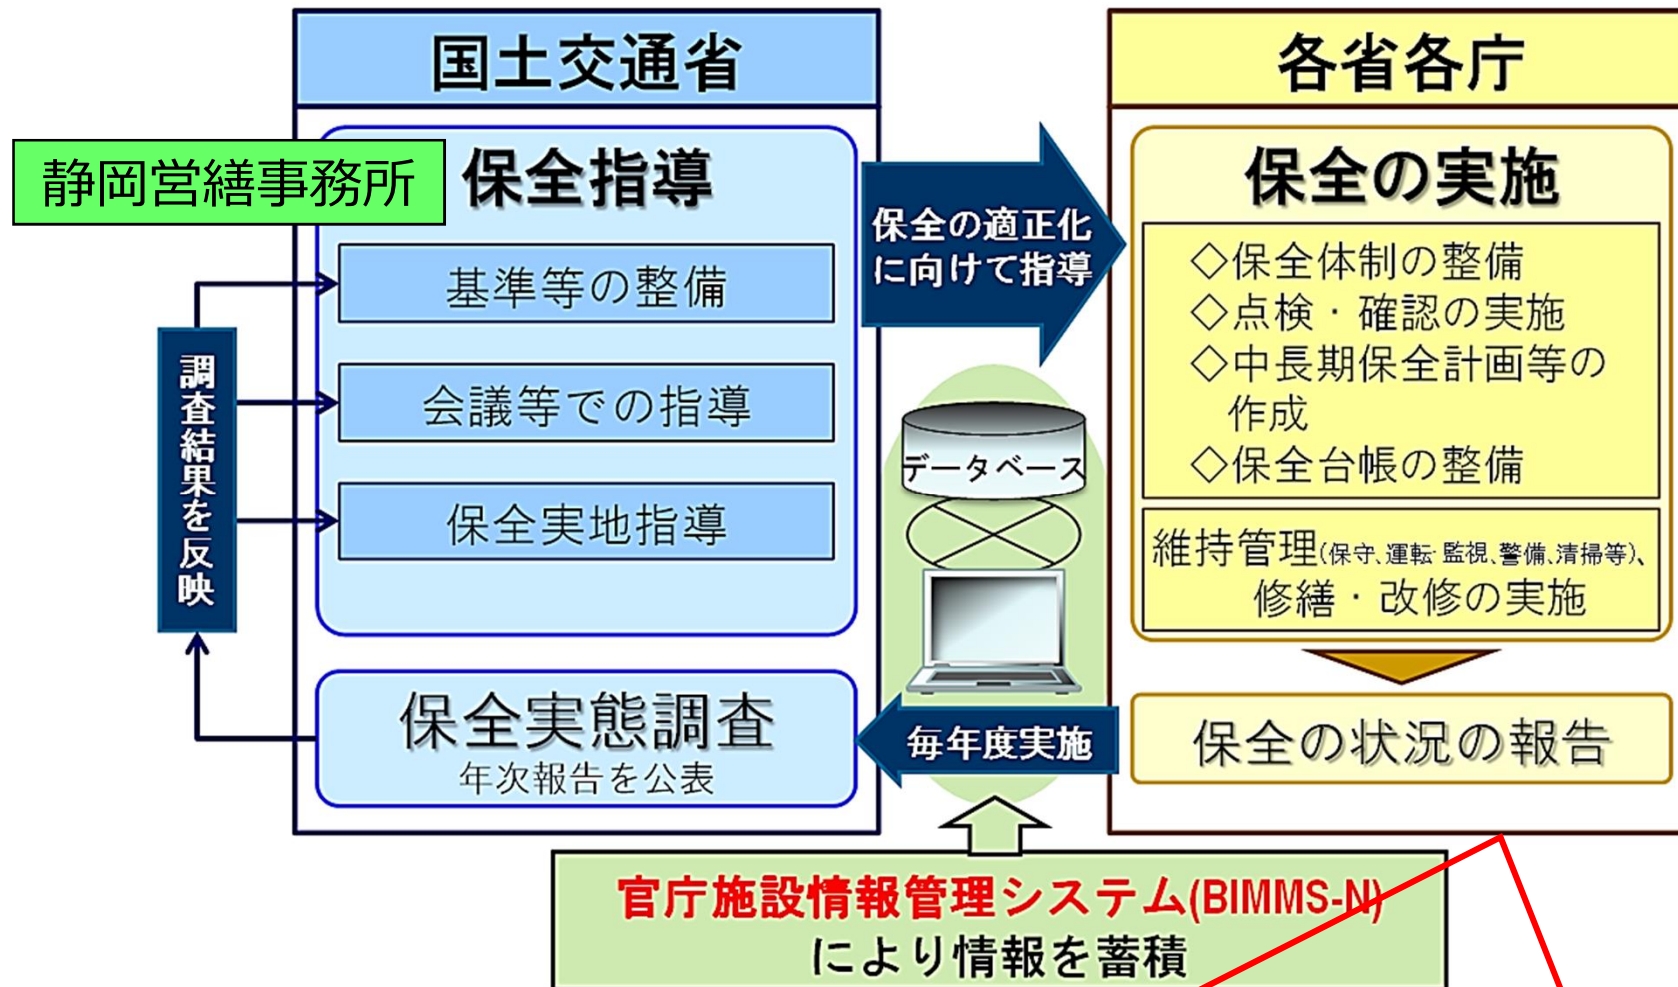 国土交通省
静岡営繕事務所
保全指導
基準等の整備
会議等での指導
保全実地指導
調査結果を反映
保全実態調査
年次報告を公表
保全の適正化
に向けて指導
データベース
毎年度実施
各省各庁
保全の実施
◇保全体制の整備
◇点検・確認の実施
◇中長期保全計画等の
作成
◇保全台帳の整備
維持管理(保守、運転・監視、警備、清掃等)、
修繕・改修の実施
保全の状況の報告
官庁施設情報管理システム(BIMMS-N)
により情報を蓄積